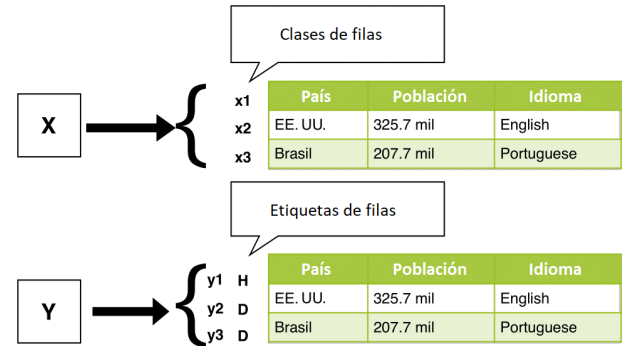 Clases de filas
X
x1 País Población Idioma
x2 EE. UU. 325.7 mil English
x3 Brasil 207.7 mil Portuguese
Etiquetas de filas
Y
y1 H País Población Idioma
y2 D EE. UU. 325.7 mil English
y3 D Brasil 207.7 mil Portuguese